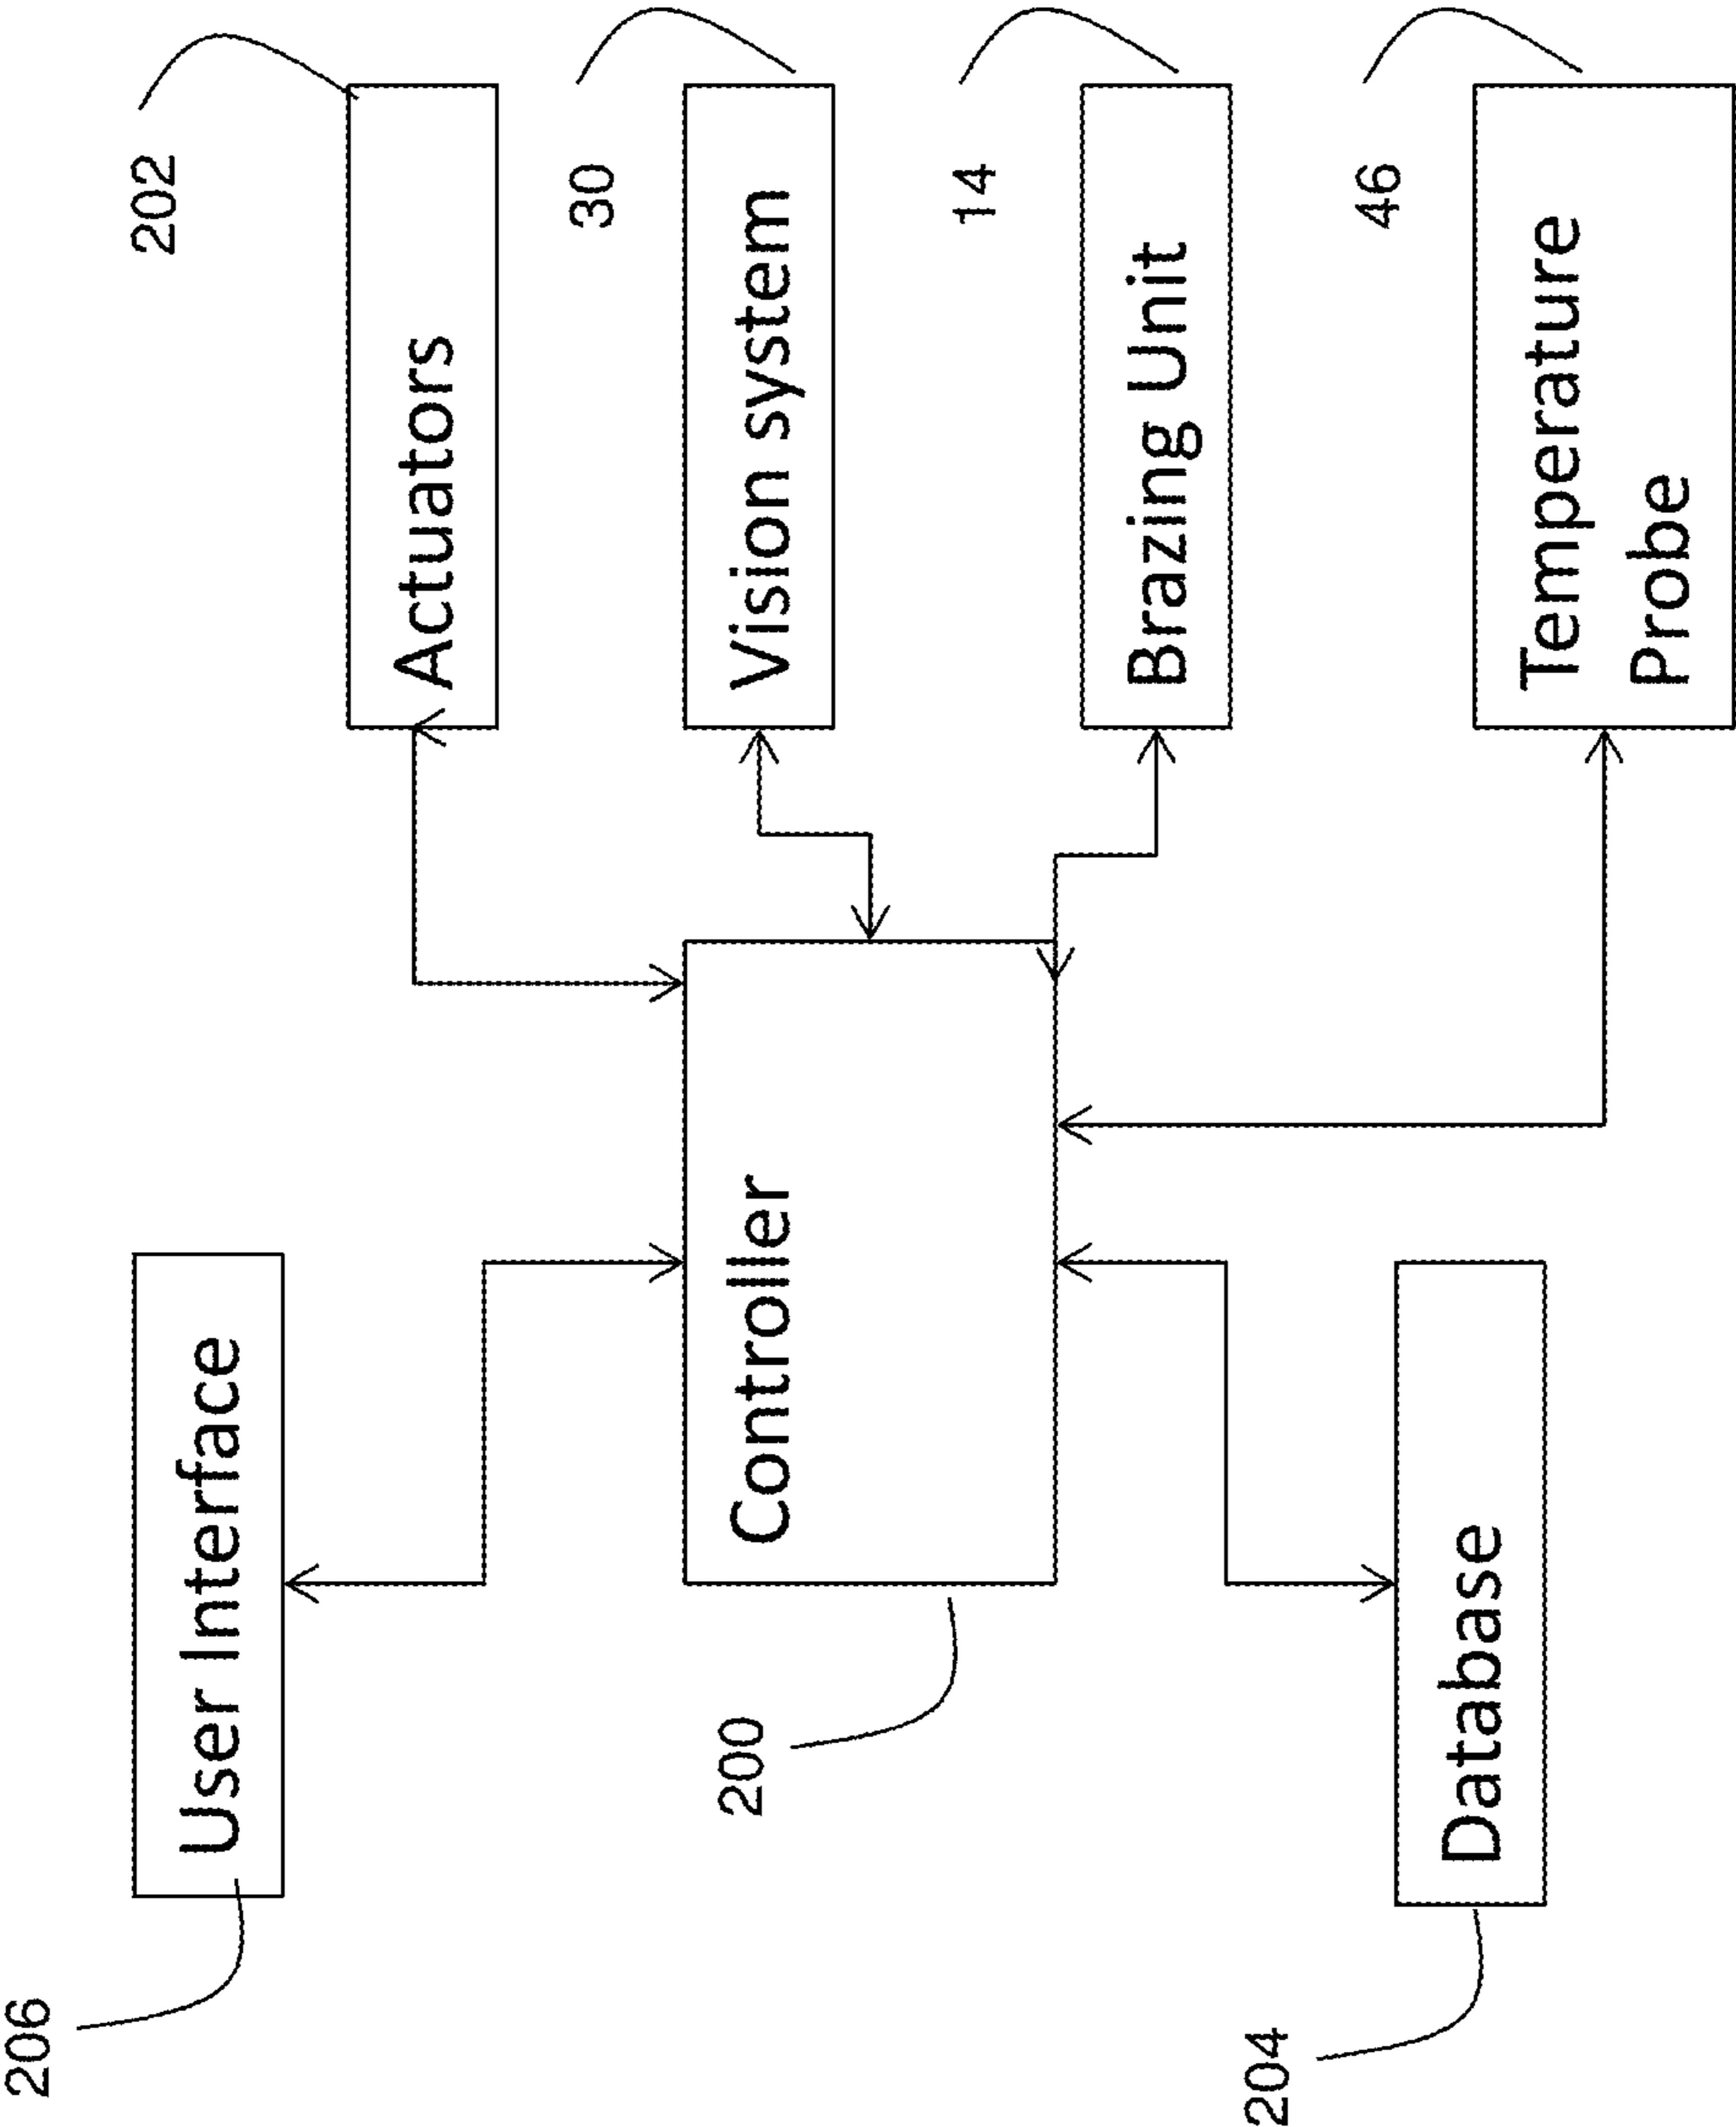 206
User Interface
202
Actuators
30
Vision system
200
Controller
14
Brazing Unit
204
Database
46
Temperature
Probe